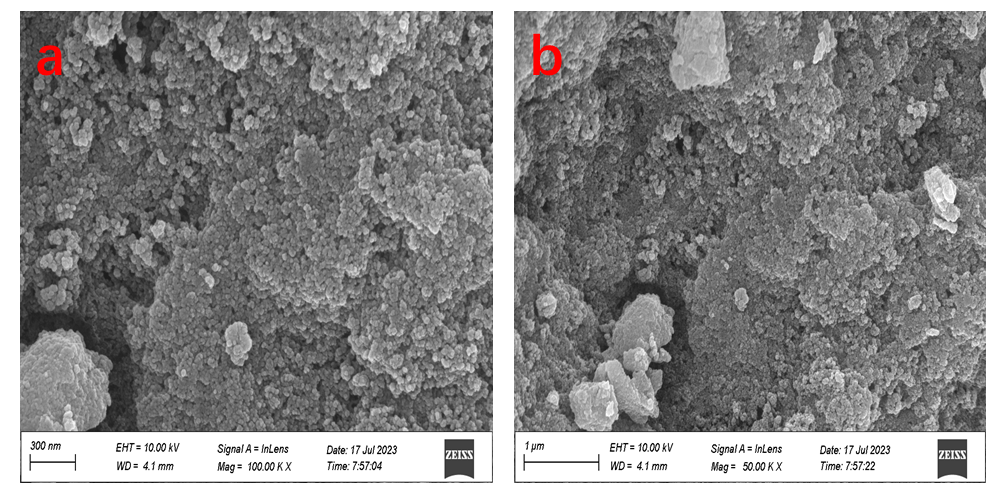 a
300 nm
EHT = 10.00 kV
WD = 4.1 mm
Signal A = InLens
Mag = 100.00 K X
Date: 17 Jul 2023
Time: 7:57:04
ZEISS
b
1 µm
EHT = 10.00 kV
WD = 4.1 mm
Signal A = InLens
Mag = 50.00 K X
Date: 17 Jul 2023
Time: 7:57:22
ZEISS